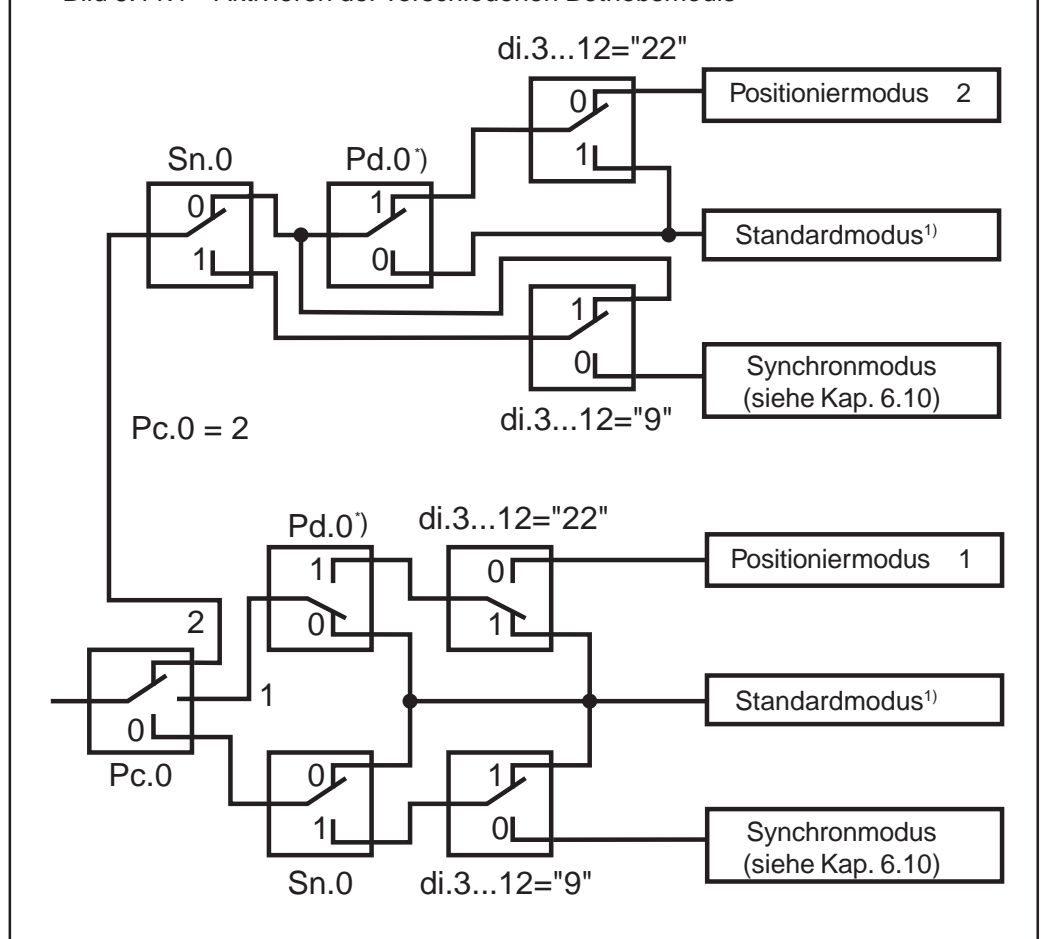 di.3...12="22"
0
1
Positioniermodus 2
Sn.0
0
1
Pd.0*)
1
0
Standardmodus1)
1
0
di.3...12="9"
Synchronmodus
(siehe Kap. 6.10)
Pc.0 = 2
Pd.0*)
1
0
di.3...12="22"
0
1
Positioniermodus 1
2
1
0
Pc.0
Standardmodus1)
0
1
Sn.0
1
0
di.3...12="9"
Synchronmodus
(siehe Kap. 6.10)